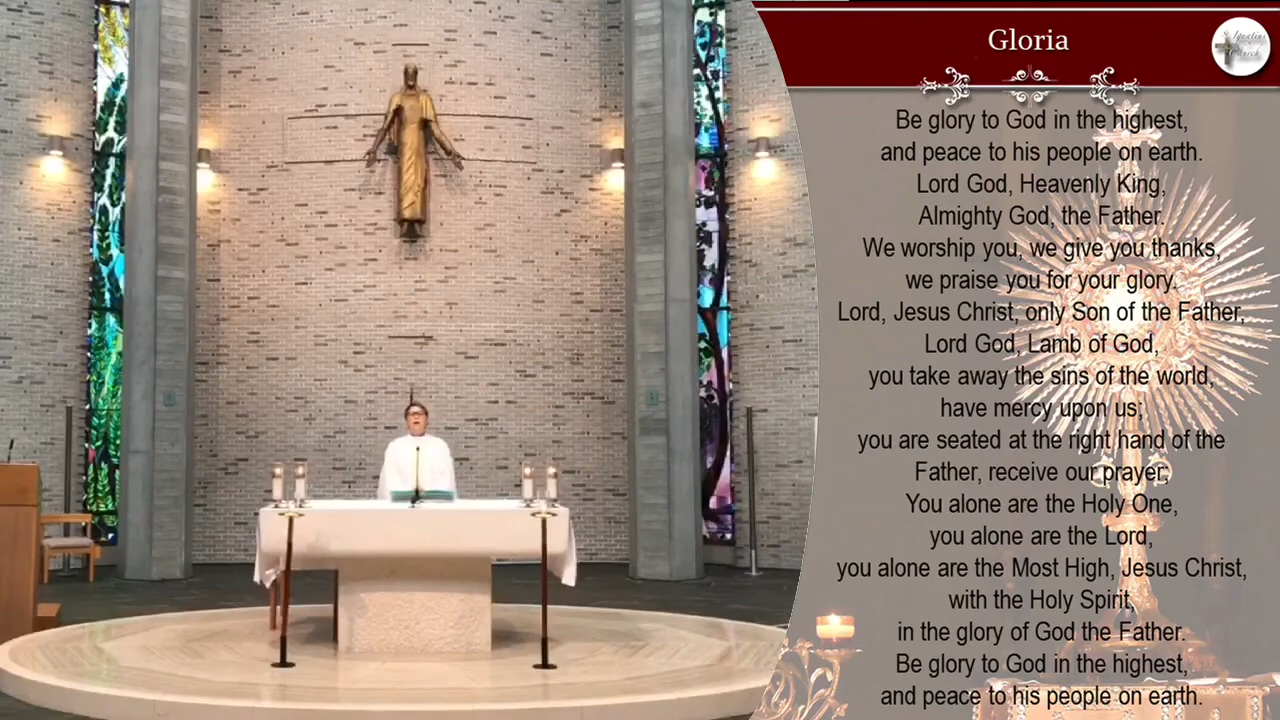 Gloria
Ignatius
Church
Be glory to God in the highest,
and peace to his people on earth.
Lord God, Heavenly King,
Almighty God, the Father.
We worship you, we give you thanks,
we praise you for your glory.
Lord, Jesus Christ, only Son of the Father,
Lord God, Lamb of God,
you take away the sins of the world,
have mercy upon us;
you are seated at the right hand of the
Father, receive our prayer;
You alone are the Holy One,
you alone are the Lord,
you alone are the Most High, Jesus Christ,
with the Holy Spirit,
in the glory of God the Father.
Be glory to God in the highest,
and peace to his people on earth.